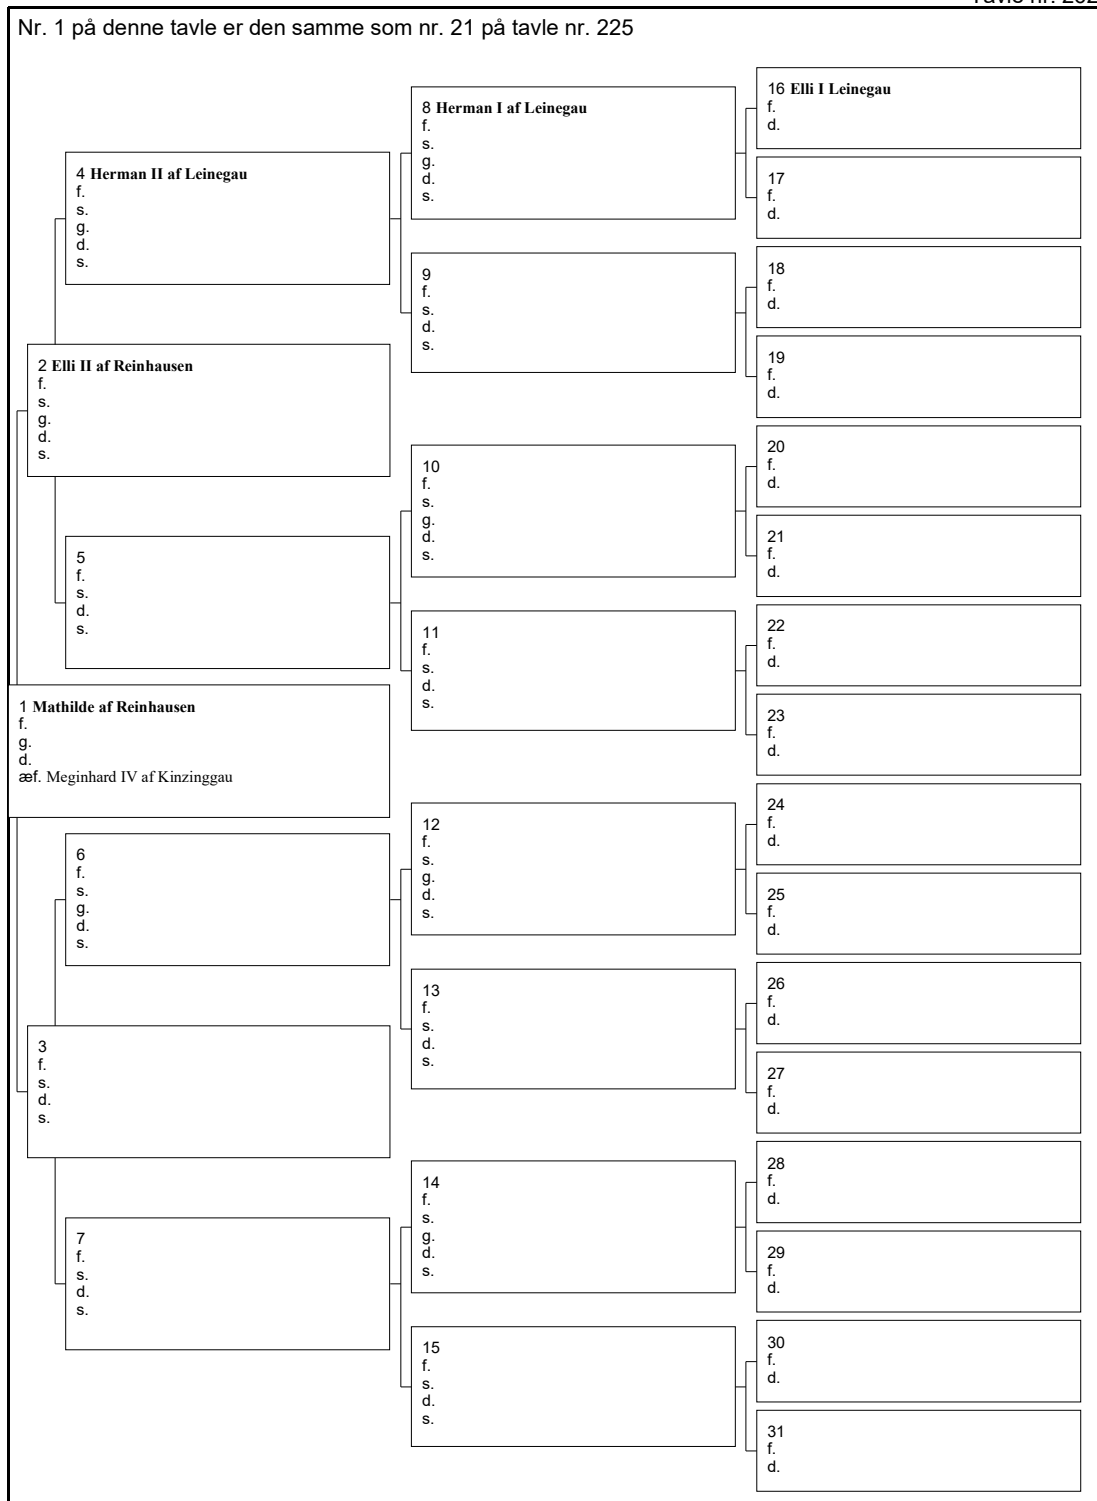 Nr. 1 på denne tavle er den samme som nr. 21 på tavle nr. 225
16 Elli I Leinegau
f.
d.
8 Herman I af Leinegau
f.
s.
g.
d.
s.
17
f.
d.
4 Herman II af Leinegau
f.
s.
g.
d.
s.
18
f.
d.
9
f.
s.
d.
s.
19
f.
d.
2 Elli II af Reinhausen
f.
s.
g.
d.
s.
20
f.
d.
10
f.
s.
g.
d.
s.
21
f.
d.
5
f.
s.
d.
s.
22
f.
d.
11
f.
s.
d.
s.
23
f.
d.
1 Mathilde af Reinhausen
f.
g.
d.
æf. Meginhard IV af Kinzinggau
24
f.
d.
12
f.
s.
g.
d.
s.
25
f.
d.
6
f.
s.
g.
d.
s.
26
f.
d.
13
f.
s.
d.
s.
27
f.
d.
3
f.
s.
d.
s.
28
f.
d.
14
f.
s.
g.
d.
s.
29
f.
d.
7
f.
s.
d.
s.
30
f.
d.
15
f.
s.
d.
s.
31
f.
d.